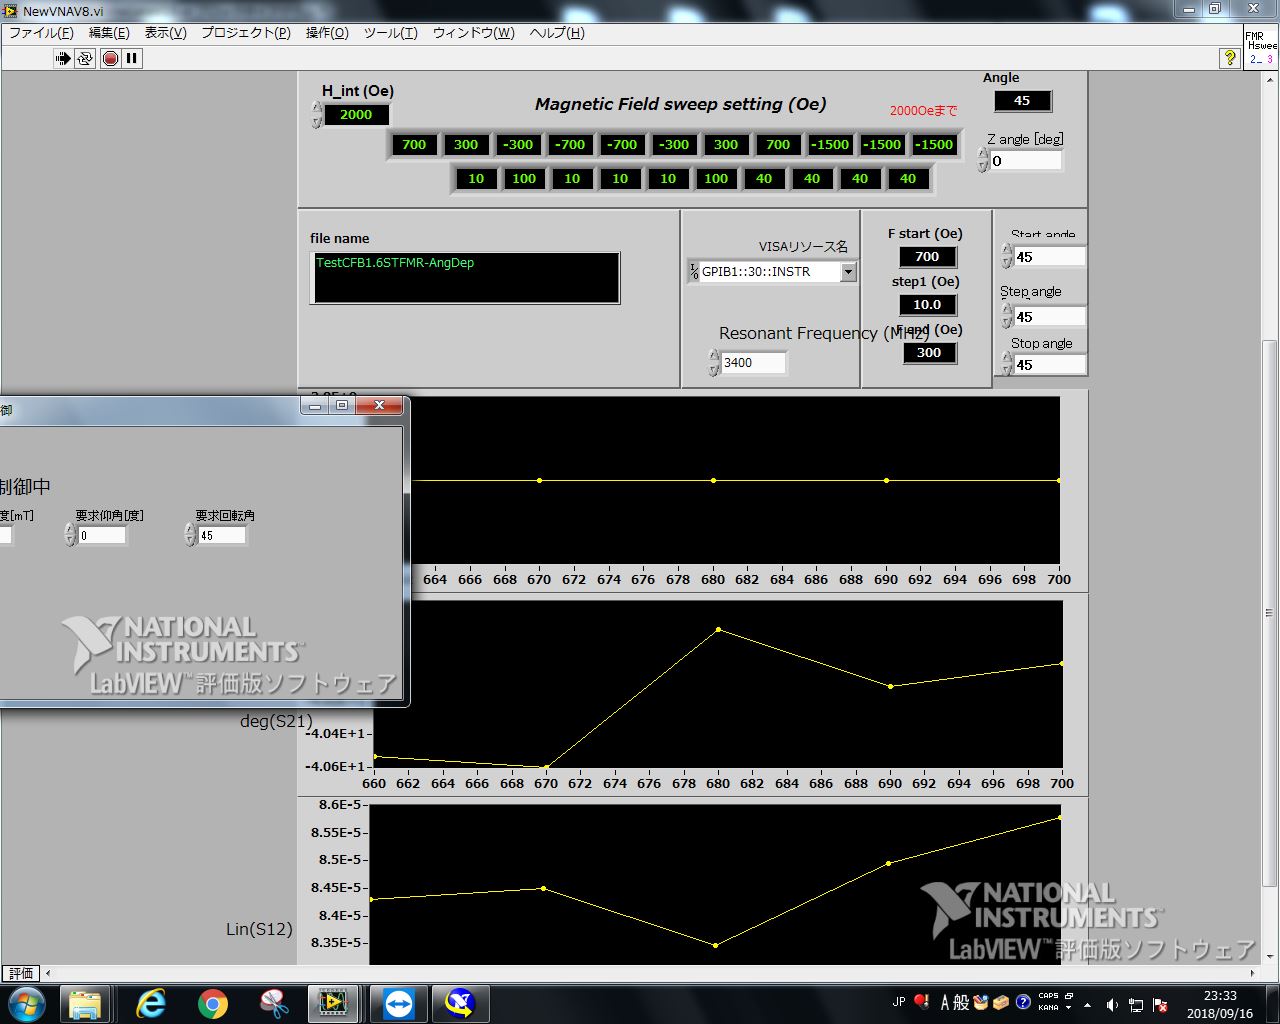 NewVNAV8.vi
ファイル(F) 編集(E) 表示(V) プロジェクト(P) 操作(O) ツール(T) ウィンドウ(W) ヘルプ(H)
FMR
Hswee
2_ 3
H_int (Oe)
2000
Magnetic Field sweep setting (Oe)
2000Oeまで
Angle
45
700 300 -300 -700 -700 -300 300 700 -1500 -1500 -1500
Z angle [deg]
0
10 100 10 10 10 100 40 40 40 40
file name
TestCFB1.6STFMR-AngDep
VISAリソース名
GPIB1::30::INSTR
Resonant Frequency (MHz)
3400
F start (Oe)
700
step1 (Oe)
10.0
F end (Oe)
300
Start angle
45
Step angle
45
Stop angle
45
御
制御中
度[mT] 要求仰角[度] 要求回転角
0 45
NATIONAL
INSTRUMENTS™
LabVIEW™評価版ソフトウェア
664 666 668 670 672 674 676 678 680 682 684 686 688 690 692 694 696 698 700
deg(S21)
-4.04E+1
-4.06E+1
660 662 664 666 668 670 672 674 676 678 680 682 684 686 688 690 692 694 696 698 700
8.6E-5
8.55E-5
8.5E-5
8.45E-5
8.4E-5
8.35E-5
Lin(S12)
NATIONAL
INSTRUMENTS™
LabVIEW™評価版ソフトウェア
評価
JP
A 般
CAPS
KANA
23:33
2018/09/16